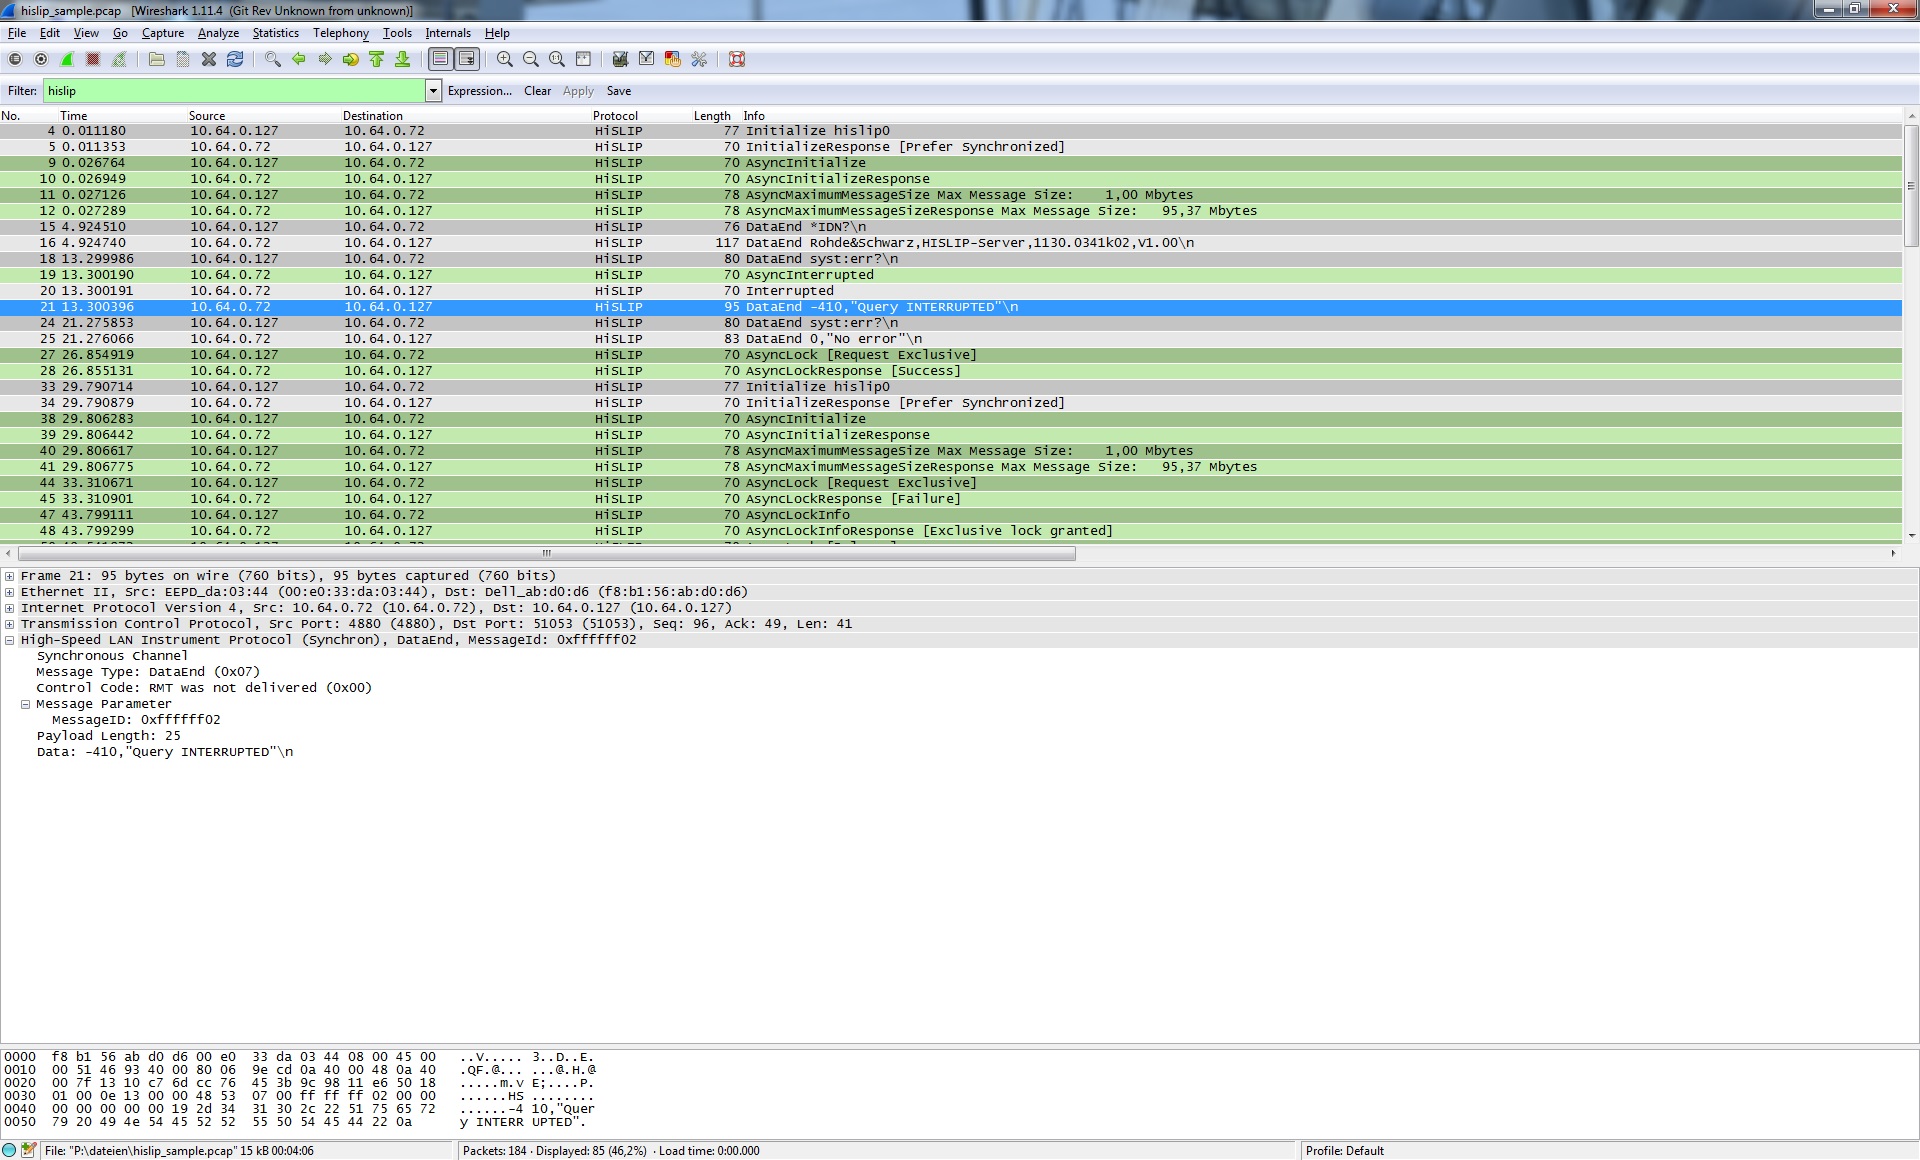 hislip_sample.pcap [Wireshark 1.11.4 (Git Rev Unknown from unknown)]
File Edit View Go Capture Analyze Statistics Telephony Tools Internals Help
Filter: hislip Expression... Clear Apply Save
No. Time Source Destination Protocol Length Info
4 0.011180 10.64.0.127 10.64.0.72 HiSLIP 77 Initialize hislip0
5 0.011353 10.64.0.72 10.64.0.127 HiSLIP 70 InitializeResponse [Prefer Synchronized]
9 0.026764 10.64.0.127 10.64.0.72 HiSLIP 70 AsyncInitialize
10 0.026949 10.64.0.72 10.64.0.127 HiSLIP 70 AsyncInitializeResponse
11 0.027126 10.64.0.127 10.64.0.72 HiSLIP 78 AsyncMaximumMessageSize Max Message Size: 1,00 Mbytes
12 0.027289 10.64.0.72 10.64.0.127 HiSLIP 78 AsyncMaximumMessageSizeResponse Max Message Size: 95,37 Mbytes
15 4.924510 10.64.0.127 10.64.0.72 HiSLIP 76 DataEnd *IDN?\n
16 4.924740 10.64.0.72 10.64.0.127 HiSLIP 117 DataEnd Rohde&Schwarz,HISLIP-Server,1130.0341k02,V1.00\n
18 13.299986 10.64.0.127 10.64.0.72 HiSLIP 80 DataEnd syst:err?\n
19 13.300190 10.64.0.72 10.64.0.127 HiSLIP 70 AsyncInterrupted
20 13.300191 10.64.0.72 10.64.0.127 HiSLIP 70 Interrupted
21 13.300396 10.64.0.72 10.64.0.127 HiSLIP 95 DataEnd -410,"Query INTERRUPTED"\n
24 21.275853 10.64.0.127 10.64.0.72 HiSLIP 80 DataEnd syst:err?\n
25 21.276066 10.64.0.72 10.64.0.127 HiSLIP 83 DataEnd 0,"No error"\n
27 26.854919 10.64.0.127 10.64.0.72 HiSLIP 70 AsyncLock [Request Exclusive]
28 26.855131 10.64.0.72 10.64.0.127 HiSLIP 70 AsyncLockResponse [Success]
33 29.790714 10.64.0.127 10.64.0.72 HiSLIP 77 Initialize hislip0
34 29.790879 10.64.0.72 10.64.0.127 HiSLIP 70 InitializeResponse [Prefer Synchronized]
38 29.806283 10.64.0.127 10.64.0.72 HiSLIP 70 AsyncInitialize
39 29.806442 10.64.0.72 10.64.0.127 HiSLIP 70 AsyncInitializeResponse
40 29.806617 10.64.0.127 10.64.0.72 HiSLIP 78 AsyncMaximumMessageSize Max Message Size: 1,00 Mbytes
41 29.806775 10.64.0.72 10.64.0.127 HiSLIP 78 AsyncMaximumMessageSizeResponse Max Message Size: 95,37 Mbytes
44 33.310671 10.64.0.127 10.64.0.72 HiSLIP 70 AsyncLock [Request Exclusive]
45 33.310901 10.64.0.72 10.64.0.127 HiSLIP 70 AsyncLockResponse [Failure]
47 43.799111 10.64.0.127 10.64.0.72 HiSLIP 70 AsyncLockInfo
48 43.799299 10.64.0.72 10.64.0.127 HiSLIP 70 AsyncLockInfoResponse [Exclusive lock granted]
Frame 21: 95 bytes on wire (760 bits), 95 bytes captured (760 bits)
Ethernet II, Src: EEPD_da:03:44 (00:e0:33:da:03:44), Dst: Dell_ab:d0:d6 (f8:b1:56:ab:d0:d6)
Internet Protocol Version 4, Src: 10.64.0.72 (10.64.0.72), Dst: 10.64.0.127 (10.64.0.127)
Transmission Control Protocol, Src Port: 4880 (4880), Dst Port: 51053 (51053), Seq: 96, Ack: 49, Len: 41
High-Speed LAN Instrument Protocol (Synchron), DataEnd, MessageId: 0xffffff02
Synchronous Channel
Message Type: DataEnd (0x07)
Control Code: RMT was not delivered (0x00)
Message Parameter
MessageID: 0xffffff02
Payload Length: 25
Data: -410,"Query INTERRUPTED"\n
0000 f8 b1 56 ab d0 d6 00 e0 33 da 03 44 08 00 45 00 ..V..... 3..D..E.
0010 00 51 46 93 40 00 80 06 9e cd 0a 40 00 48 0a 40 .QF.@... ...@.H.@
0020 00 7f 13 10 c7 6d cc 76 45 3b 9c 98 11 e6 50 18 .....m.v E;....P.
0030 01 00 0e 13 00 00 48 53 07 00 ff ff ff 02 00 00 ......HS ........
0040 00 00 00 00 00 19 2d 34 31 30 2c 22 51 75 65 72 ......-4 10,"Quer
0050 79 20 49 4e 54 45 52 52 55 50 54 45 44 22 0a y INTERR UPTED".
File: "P:\dateien\hislip_sample.pcap" 15 kB 00:04:06 Packets: 184 · Displayed: 85 (46,2%) · Load time: 0:00.000 Profile: Default